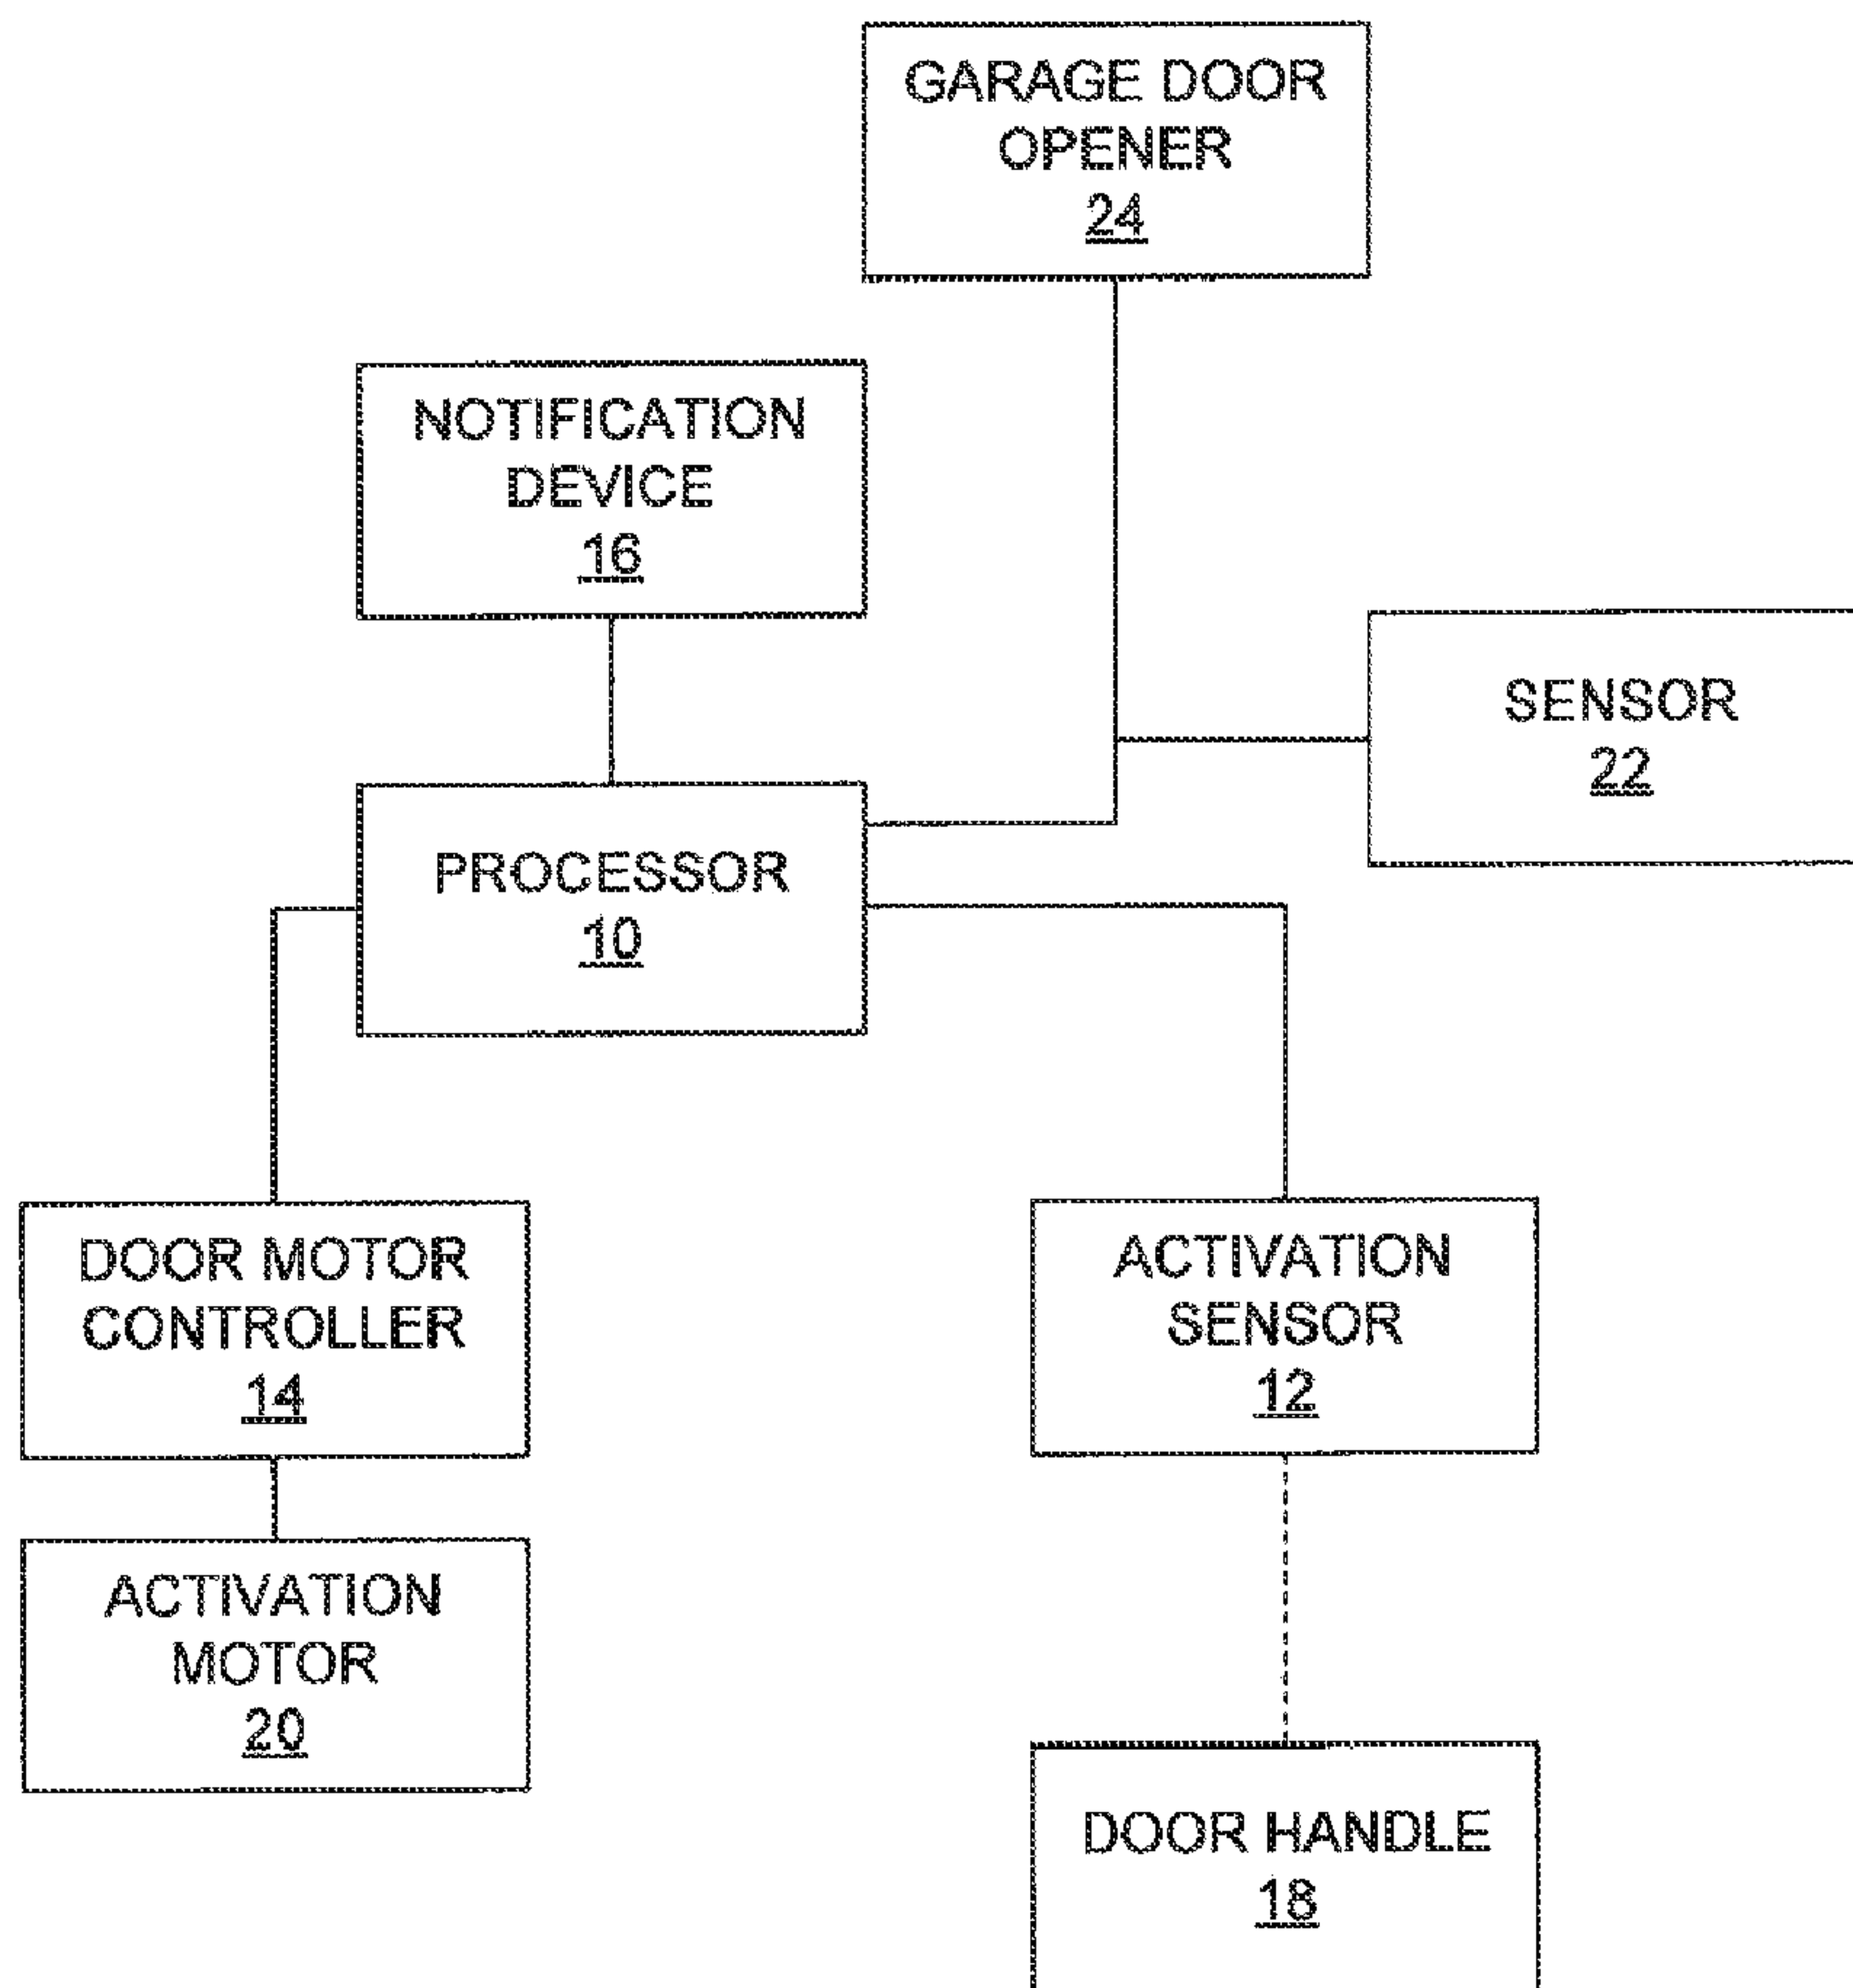 GARAGE DOOR
OPENER
24
NOTIFICATION
DEVICE
16
SENSOR
22
PROCESSOR
10
DOOR MOTOR
CONTROLLER
14
ACTIVATION
SENSOR
12
ACTIVATION
MOTOR
20
DOOR HANDLE
18